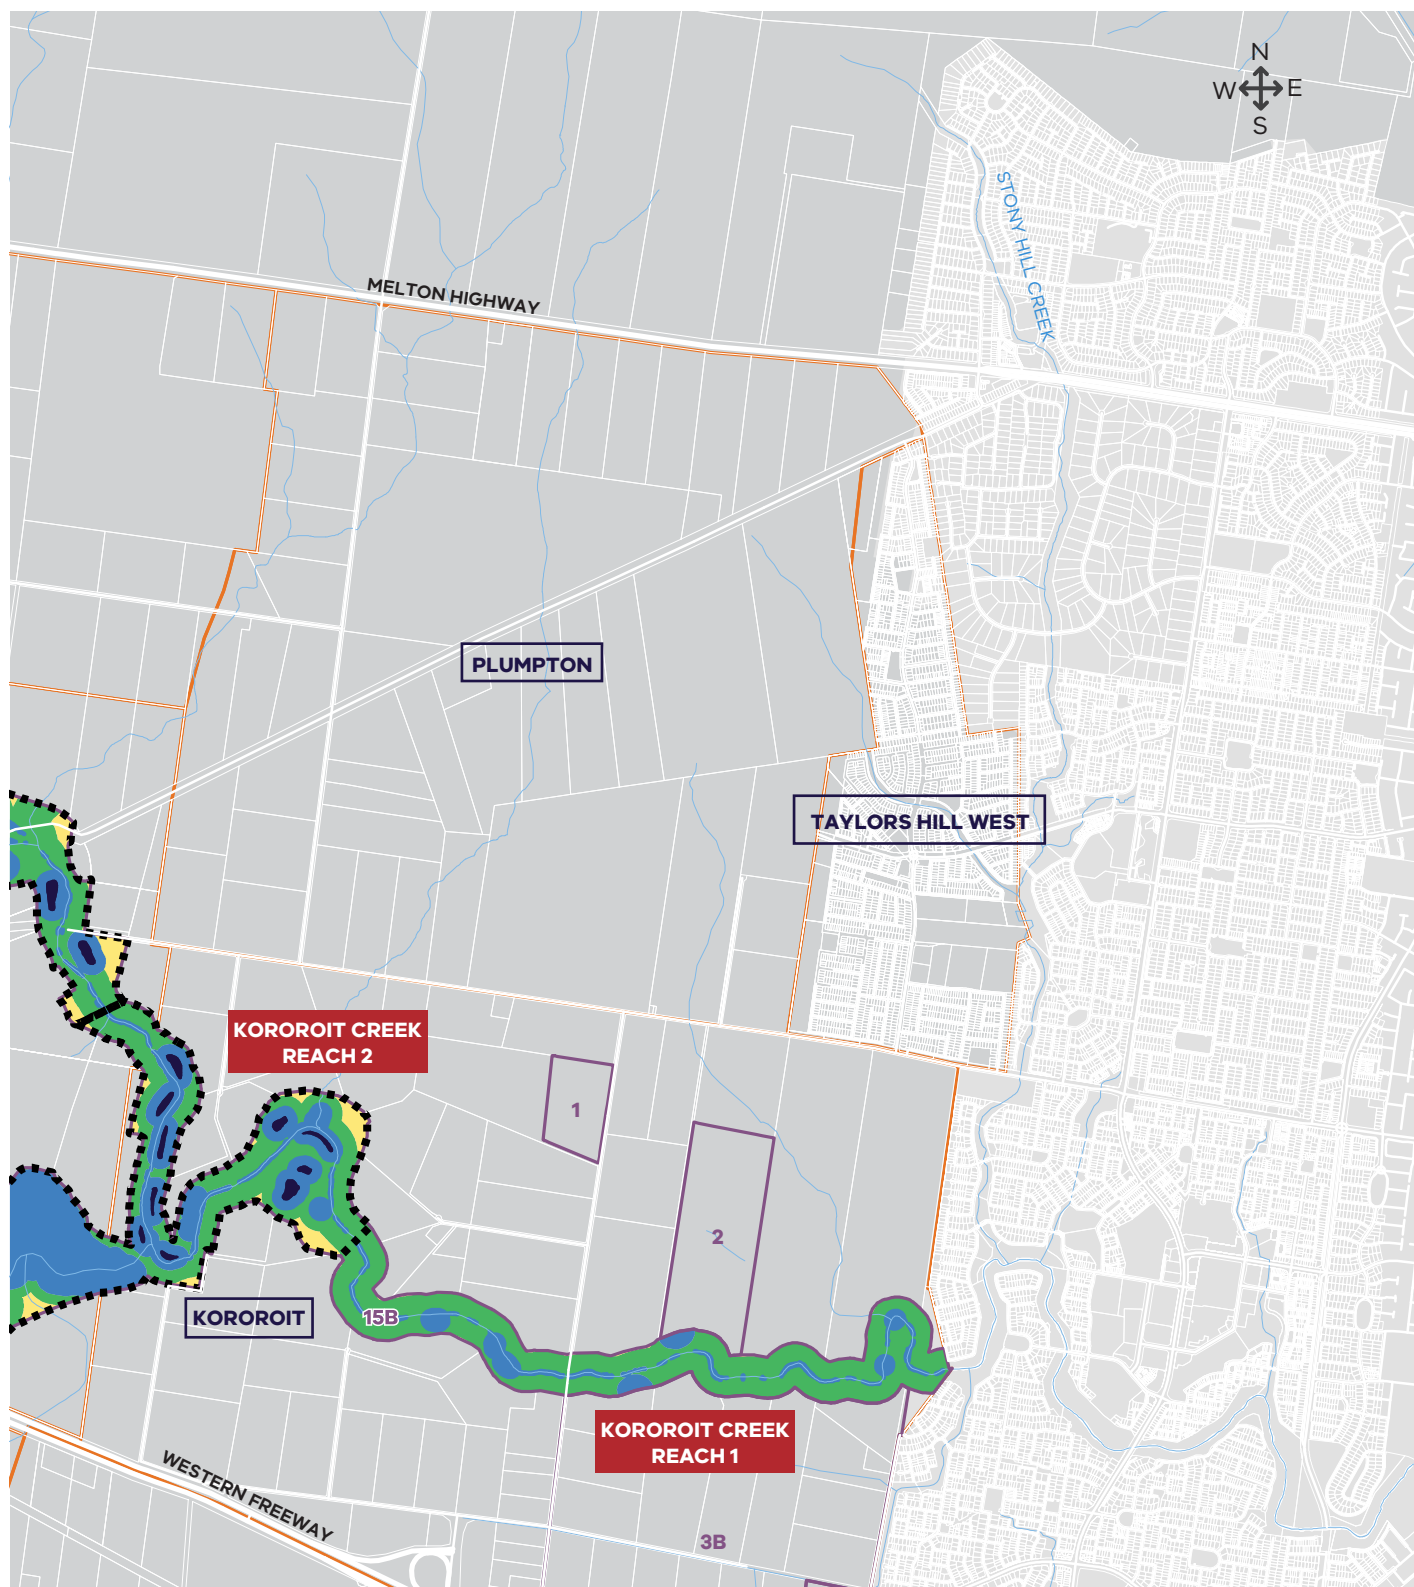 N
W E
S
STONY HILL CREEK
MELTON HIGHWAY
PLUMPTON
TAYLORS HILL WEST
KOROROIT CREEK
REACH 2
1
2
KOROROIT
15B
KOROROIT CREEK
REACH 1
WESTERN FREEWAY
3B